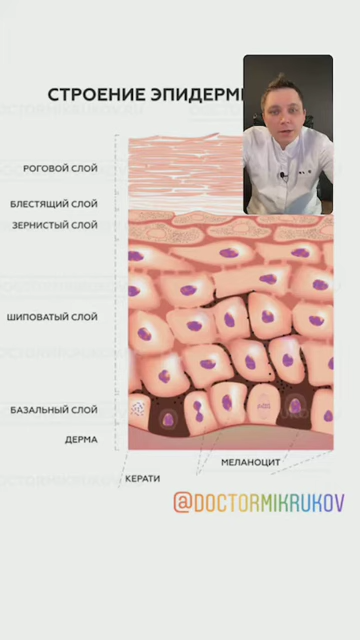 СТРОЕНИЕ ЭПИДЕРМ
РОГОВОЙ СЛОЙ
БЛЕСТЯЩИЙ СЛОЙ
ЗЕРНИСТЫЙ СЛОЙ
ШИПОВАТЫЙ СЛОЙ
БАЗАЛЬНЫЙ СЛОЙ
ДЕРМА
МЕЛАНОЦИТ
КЕРАТИ
@DOCTORMIKRUKOV